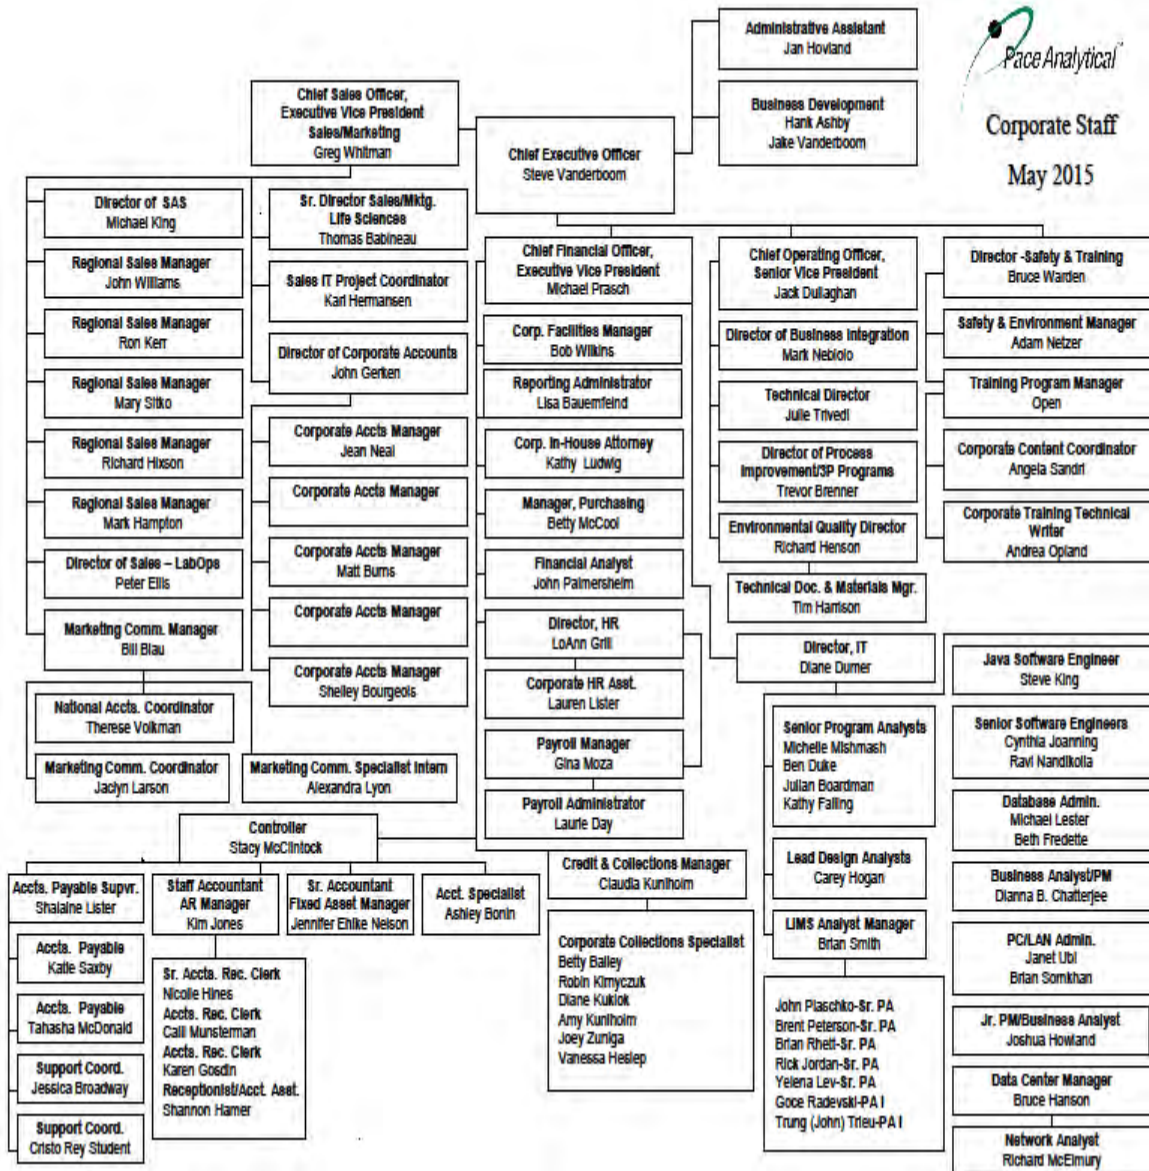 Pace Analytical™
Corporate Staff
May 2015
Administrative Assistant
Jan Hovland
Business Development
Hank Ashby
Jake Vanderboom
Chief Sales Officer,
Executive Vice President
Sales/Marketing
Greg Whitman
Chief Executive Officer
Steve Vanderboom
Director of SAS
Michael King
Regional Sales Manager
John Williams
Regional Sales Manager
Ron Kerr
Regional Sales Manager
Mary Sitko
Regional Sales Manager
Richard Hixson
Regional Sales Manager
Mark Hampton
Director of Sales – LabOps
Peter Ellis
Marketing Comm. Manager
Bill Blau
National Accts. Coordinator
Therese Volkman
Marketing Comm. Coordinator
Jaclyn Larson
Sr. Director Sales/Mktg.
Life Sciences
Thomas Babineau
Sales IT Project Coordinator
Karl Hermansen
Director of Corporate Accounts
John Gerken
Corporate Accts Manager
Jean Neal
Corporate Accts Manager
Corporate Accts Manager
Matt Burns
Corporate Accts Manager
Corporate Accts Manager
Shelley Bourgeois
Marketing Comm. Specialist Intern
Alexandra Lyon
Chief Financial Officer,
Executive Vice President
Michael Prasch
Corp. Facilities Manager
Bob Wilkins
Reporting Administrator
Lisa Bauernfeind
Corp. In-House Attorney
Kathy Ludwig
Manager, Purchasing
Betty McCool
Financial Analyst
John Palmersheim
Director, HR
LoAnn Grill
Corporate HR Asst.
Lauren Lister
Payroll Manager
Gina Moza
Payroll Administrator
Laurie Day
Chief Operating Officer,
Senior Vice President
Jack Dullaghan
Director of Business Integration
Mark Nebiolo
Technical Director
Julie Trivedi
Director of Process
Improvement/3P Programs
Trevor Brenner
Environmental Quality Director
Richard Henson
Technical Doc. & Materials Mgr.
Tim Harrison
Director -Safety & Training
Bruce Warden
Safety & Environment Manager
Adam Netzer
Training Program Manager
Open
Corporate Content Coordinator
Angela Sandri
Corporate Training Technical
Writer
Andrea Opland
Director, IT
Diane Durner
Senior Program Analysts
Michelle Mishmash
Ben Duke
Julian Boardman
Kathy Falling
Lead Design Analysts
Carey Hogan
LIMS Analyst Manager
Brian Smith
John Plaschko-Sr. PA
Brent Peterson-Sr. PA
Brian Rhett-Sr. PA
Rick Jordan-Sr. PA
Yelena Lev-Sr. PA
Goce Radevski-PA I
Trung (John) Trieu-PA I
Java Software Engineer
Steve King
Senior Software Engineers
Cynthia Joanning
Ravi Nandikolla
Database Admin.
Michael Lester
Beth Fredette
Business Analyst/PM
Dianna B. Chatterjee
PC/LAN Admin.
Janet Ubl
Brian Somkhan
Jr. PM/Business Analyst
Joshua Howland
Data Center Manager
Bruce Hanson
Network Analyst
Richard McElmury
Controller
Stacy McClintock
Accts. Payable Supvr.
Shalaine Lister
Accts. Payable
Katie Saxby
Accts. Payable
Tahasha McDonald
Support Coord.
Jessica Broadway
Support Coord.
Cristo Rey Student
Staff Accountant
AR Manager
Kim Jones
Sr. Accts. Rec. Clerk
Nicolle Hines
Accts. Rec. Clerk
Calli Munsterman
Accts. Rec. Clerk
Karen Gosdin
Receptionist/Acct. Asst.
Shannon Hamer
Sr. Accountant
Fixed Asset Manager
Jennifer Ehlke Nelson
Acct. Specialist
Ashley Bonin
Credit & Collections Manager
Claudia Kunlholm
Corporate Collections Specialist
Betty Bailey
Robin Kimyczuk
Diane Kuklok
Amy Kunlholm
Joey Zuniga
Vanessa Heslep